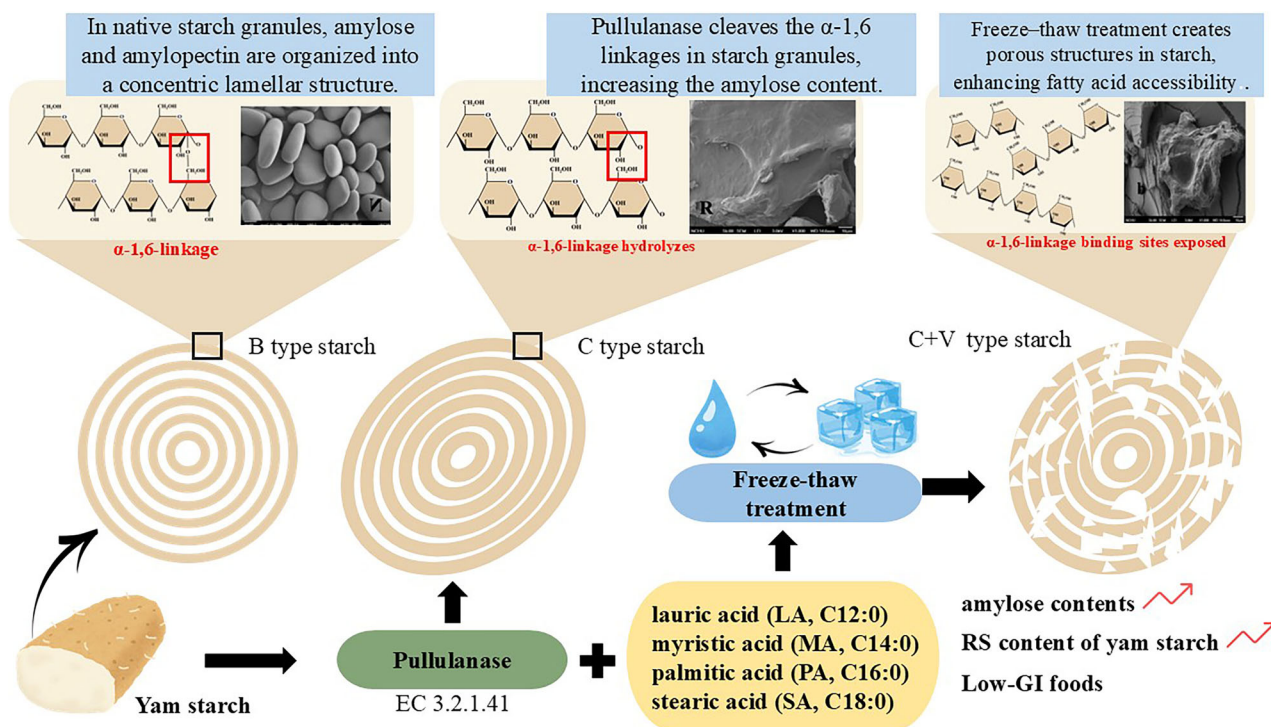 In native starch granules, amylose
and amylopectin are organized into
a concentric lamellar structure.
Pullulanase cleaves the α-1,6
linkages in starch granules,
increasing the amylose content.
Freeze–thaw treatment creates
porous structures in starch,
enhancing fatty acid accessibility .
α-1,6-linkage
α-1,6-linkage hydrolyzes
α-1,6-linkage binding sites exposed
R
B type starch
C type starch
C+V type starch
Freeze-thaw
treatment
Yam starch
Pullulanase
EC 3.2.1.41
lauric acid (LA, C12:0)
myristic acid (MA, C14:0)
palmitic acid (PA, C16:0)
stearic acid (SA, C18:0)
amylose contents
RS content of yam starch
Low-GI foods